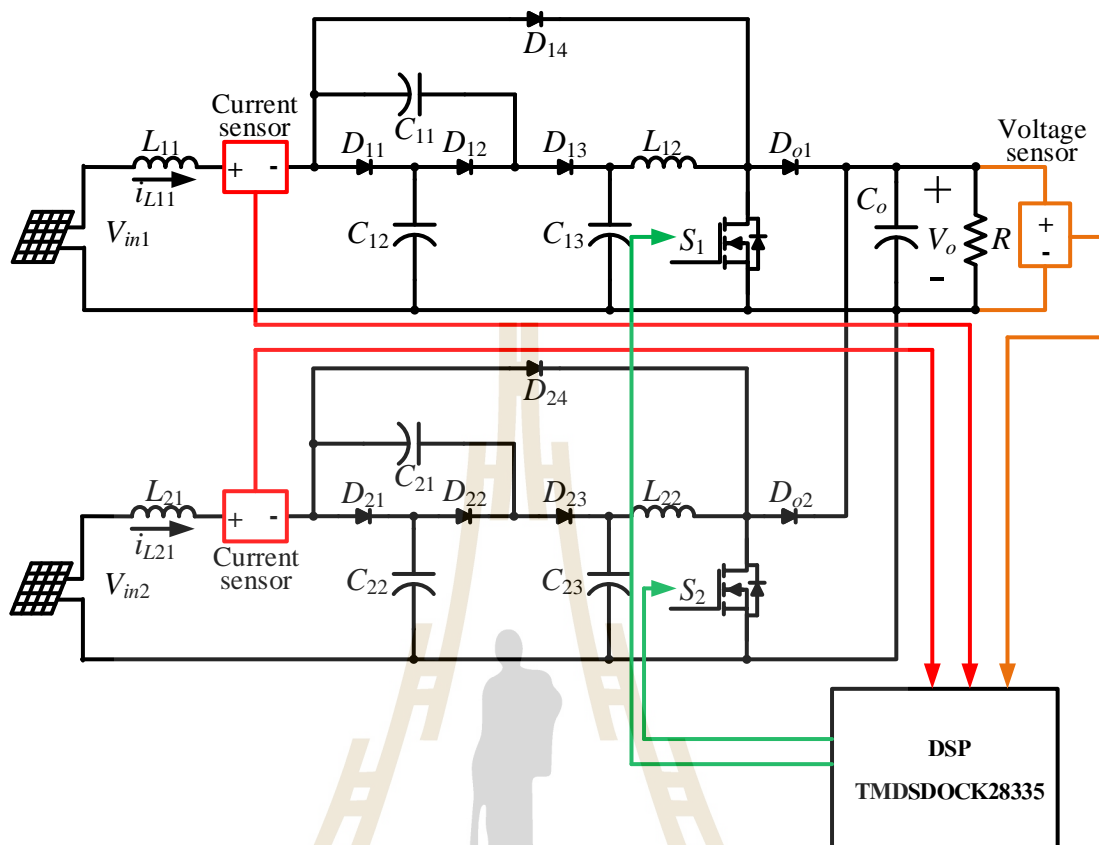 D14
C11
Current
sensor
L11
+ -
iL11
Vin1
D11
D12
D13
L12
Do1
Voltage
sensor
C12
C13
S1
Co
+
Vo
-
R
+
-
D24
C21
L21
+ -
iL21
Current
sensor
Vin2
D21
D22
D23
L22
Do2
C22
C23
S2
DSP
TMDSDOCK28335